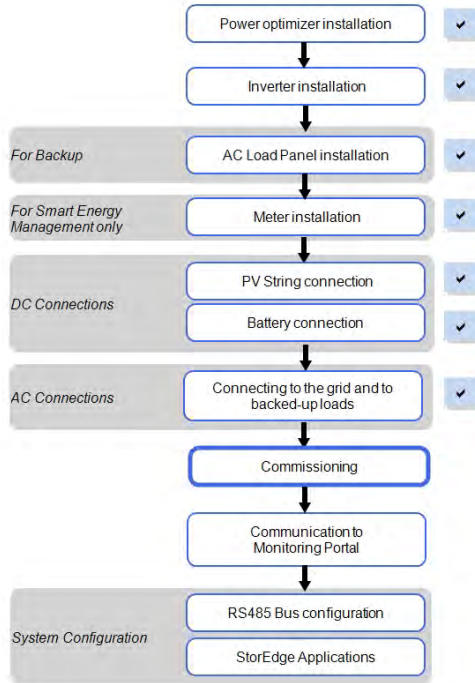 Power optimizer installation
Inverter installation
For Backup
AC Load Panel installation
For Smart Energy
Management only
Meter installation
DC Connections
PV String connection
Battery connection
AC Connections
Connecting to the grid and to
backed-up loads
Commissioning
Communication to
Monitoring Portal
System Configuration
RS485 Bus configuration
StorEdge Applications